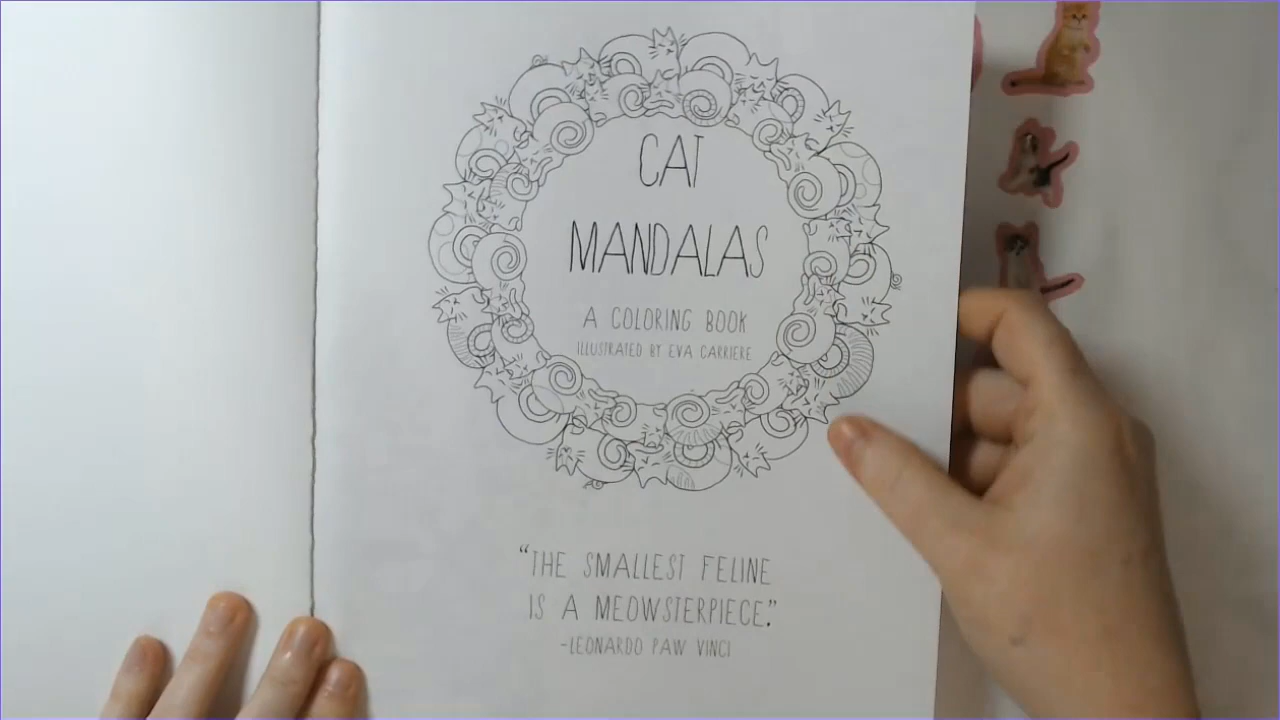 CAT
MANDALAS
A COLORING BOOK
ILLUSTRATED BY EVA CARRIERE
“THE SMALLEST FELINE
IS A MEOWSTERPIECE.”
-LEONARDO PAW VINCI